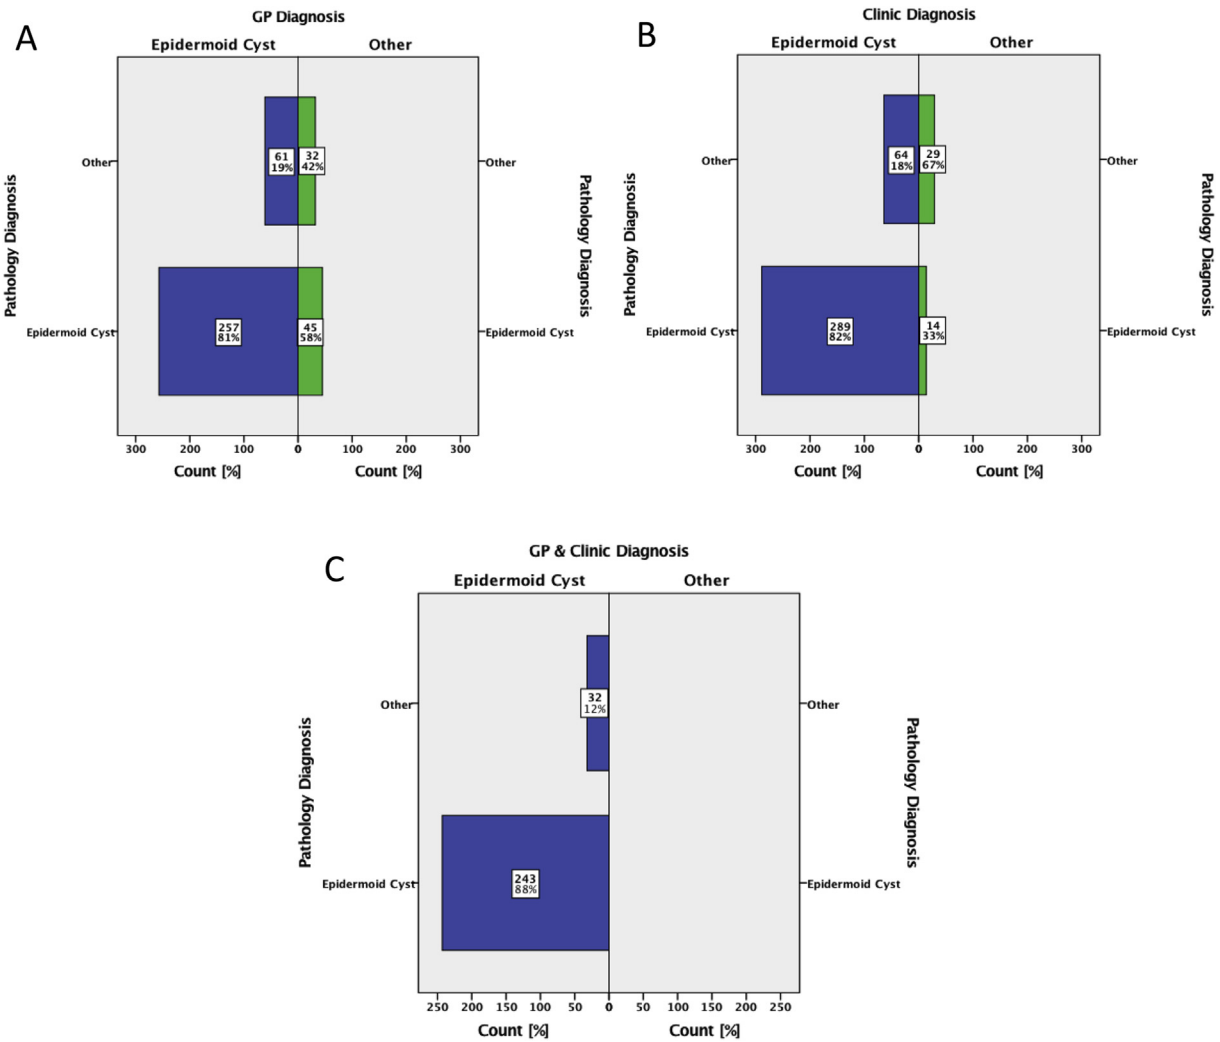 A
GP Diagnosis
Epidermoid Cyst Other
Pathology Diagnosis
Other
61
19%
32
42%
Other
Epidermoid Cyst
257
81%
45
58%
Epidermoid Cyst
Pathology Diagnosis
300 200 100 0 100 200 300
Count [%] Count [%]
B
Clinic Diagnosis
Epidermoid Cyst Other
Pathology Diagnosis
Other
64
18%
29
67%
Other
Epidermoid Cyst
289
82%
14
33%
Epidermoid Cyst
Pathology Diagnosis
300 200 100 0 100 200 300
Count [%] Count [%]
C
GP & Clinic Diagnosis
Epidermoid Cyst Other
Pathology Diagnosis
Other
32
12%
Other
Epidermoid Cyst
243
88%
Epidermoid Cyst
Pathology Diagnosis
250 200 150 100 50 0 50 100 150 200 250
Count [%] Count [%]